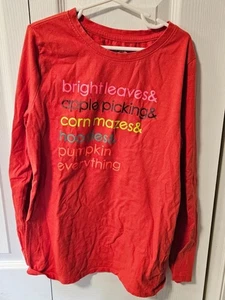 bright leaves&
apple picking&
corn mazes&
hayrides&
pumpkin
everything